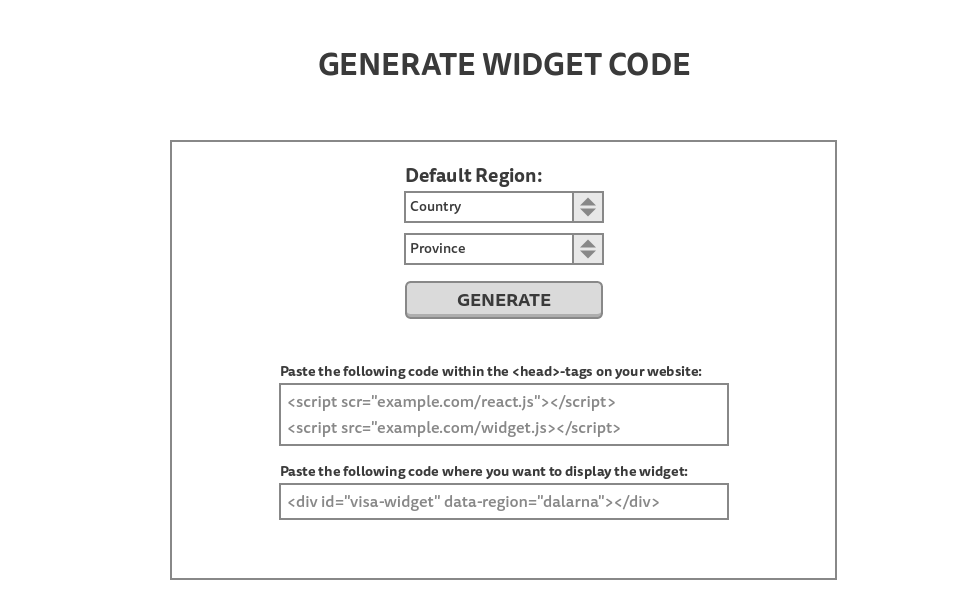 GENERATE WIDGET CODE
Default Region:
Country
Province
GENERATE
Paste the following code within the <head>-tags on your website:
<script scr="example.com/react.js"></script>
<script src="example.com/widget.js></script>
Paste the following code where you want to display the widget:
<div id="visa-widget" data-region="dalarna"></div>